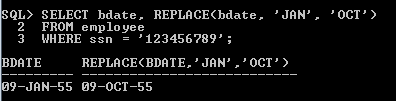 SQL> SELECT bdate, REPLACE(bdate, 'JAN', 'OCT')
2 FROM employee
3 WHERE ssn = '123456789';
BDATE REPLACE(BDATE,'JAN','OCT')
--------- ---------------------------
09-JAN-55 09-OCT-55